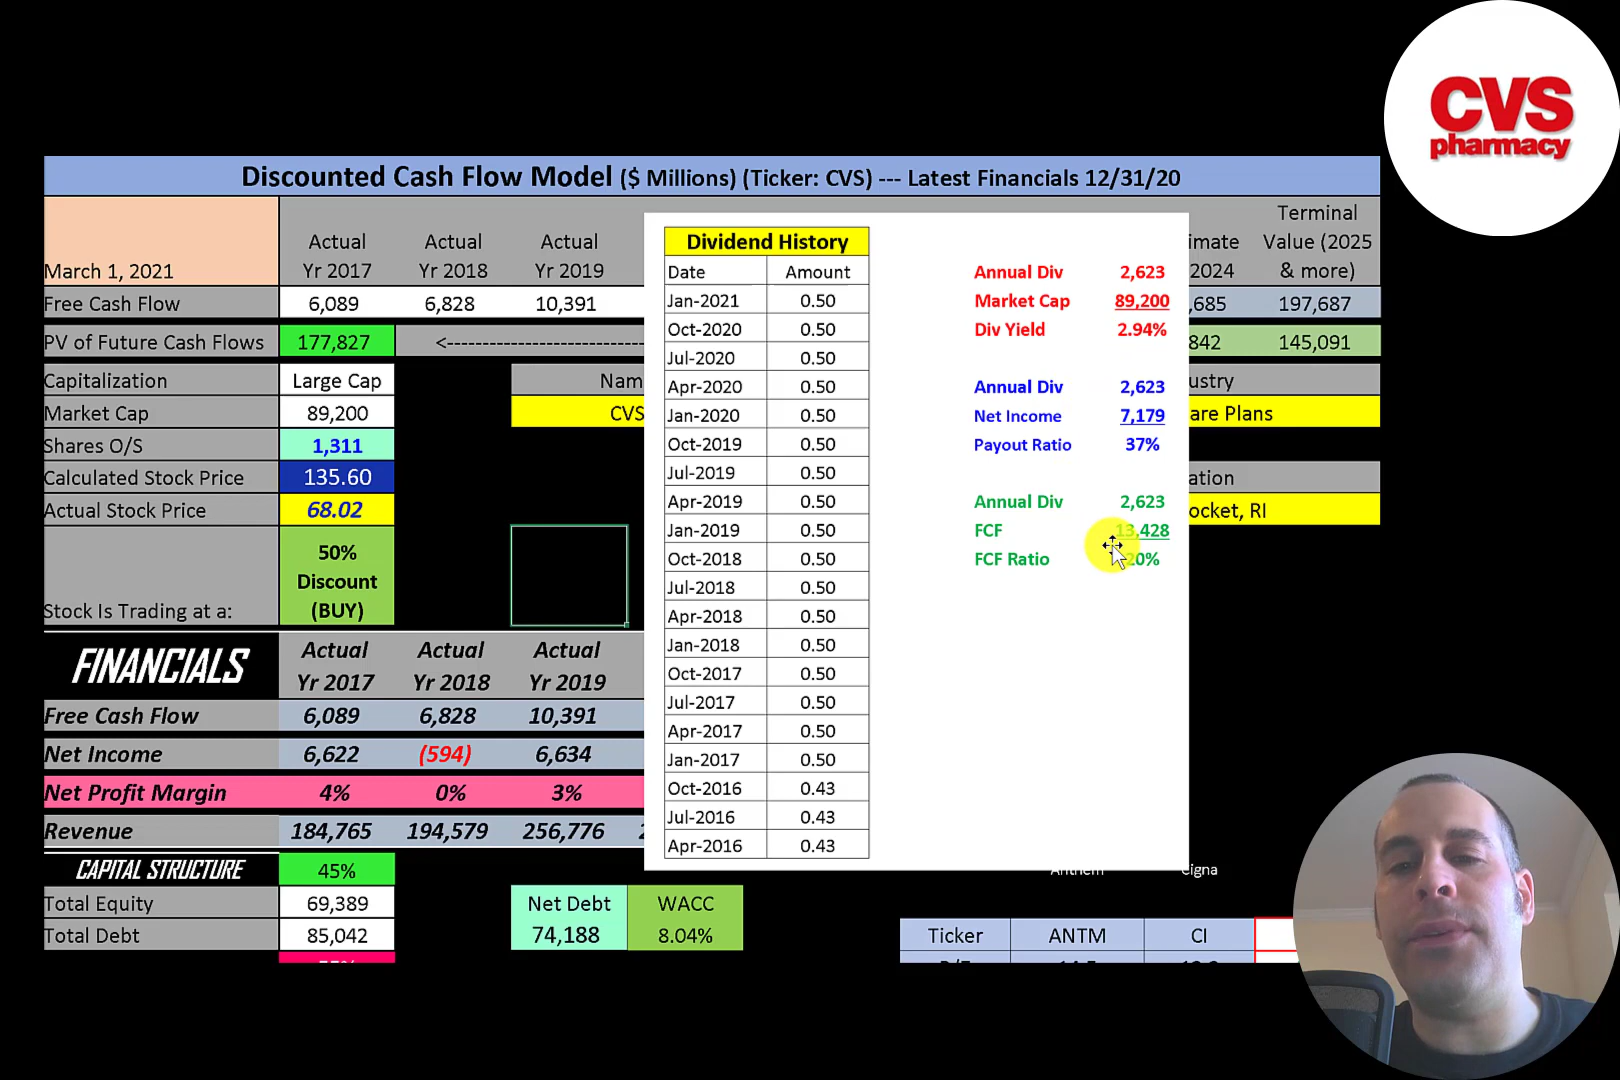 CVS
pharmacy
Discounted Cash Flow Model ($ Millions) (Ticker: CVS) --- Latest Financials 12/31/20
March 1, 2021
Actual Yr 2017
Actual Yr 2018
Actual Yr 2019
2024
Terminal Value (2025 & more)
Free Cash Flow 6,089 6,828 10,391 ,685 197,687
PV of Future Cash Flows 177,827 <--------------------------- 842 145,091
Capitalization Large Cap
Market Cap 89,200 CVS
Shares O/S 1,311
Calculated Stock Price 135.60
Actual Stock Price 68.02
Stock Is Trading at a: 50% Discount (BUY)
are Plans
RI
Dividend History
Date Amount
Jan-2021 0.50
Oct-2020 0.50
Jul-2020 0.50
Apr-2020 0.50
Jan-2020 0.50
Oct-2019 0.50
Jul-2019 0.50
Apr-2019 0.50
Jan-2019 0.50
Oct-2018 0.50
Jul-2018 0.50
Apr-2018 0.50
Jan-2018 0.50
Oct-2017 0.50
Jul-2017 0.50
Apr-2017 0.50
Jan-2017 0.50
Oct-2016 0.43
Jul-2016 0.43
Apr-2016 0.43
Annual Div 2,623
Market Cap 89,200
Div Yield 2.94%
Annual Div 2,623
Net Income 7,179
Payout Ratio 37%
Annual Div 2,623
FCF 13,428
FCF Ratio 20%
FINANCIALS
Actual Yr 2017
Actual Yr 2018
Actual Yr 2019
Free Cash Flow 6,089 6,828 10,391
Net Income 6,622 (594) 6,634
Net Profit Margin 4% 0% 3%
Revenue 184,765 194,579 256,776
CAPITAL STRUCTURE 45%
Total Equity 69,389
Total Debt 85,042
Net Debt WACC
74,188 8.04%
Anthem Cigna
Ticker ANTM CI